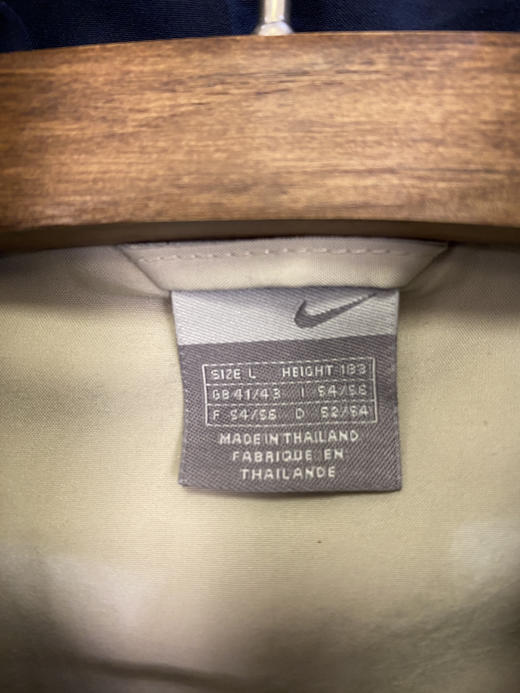 SIZE L HEIGHT 183
GB 41/43 I 54/56
F 54/56 D 52/54
MADE IN THAILAND
FABRIQUE EN
THAILANDE